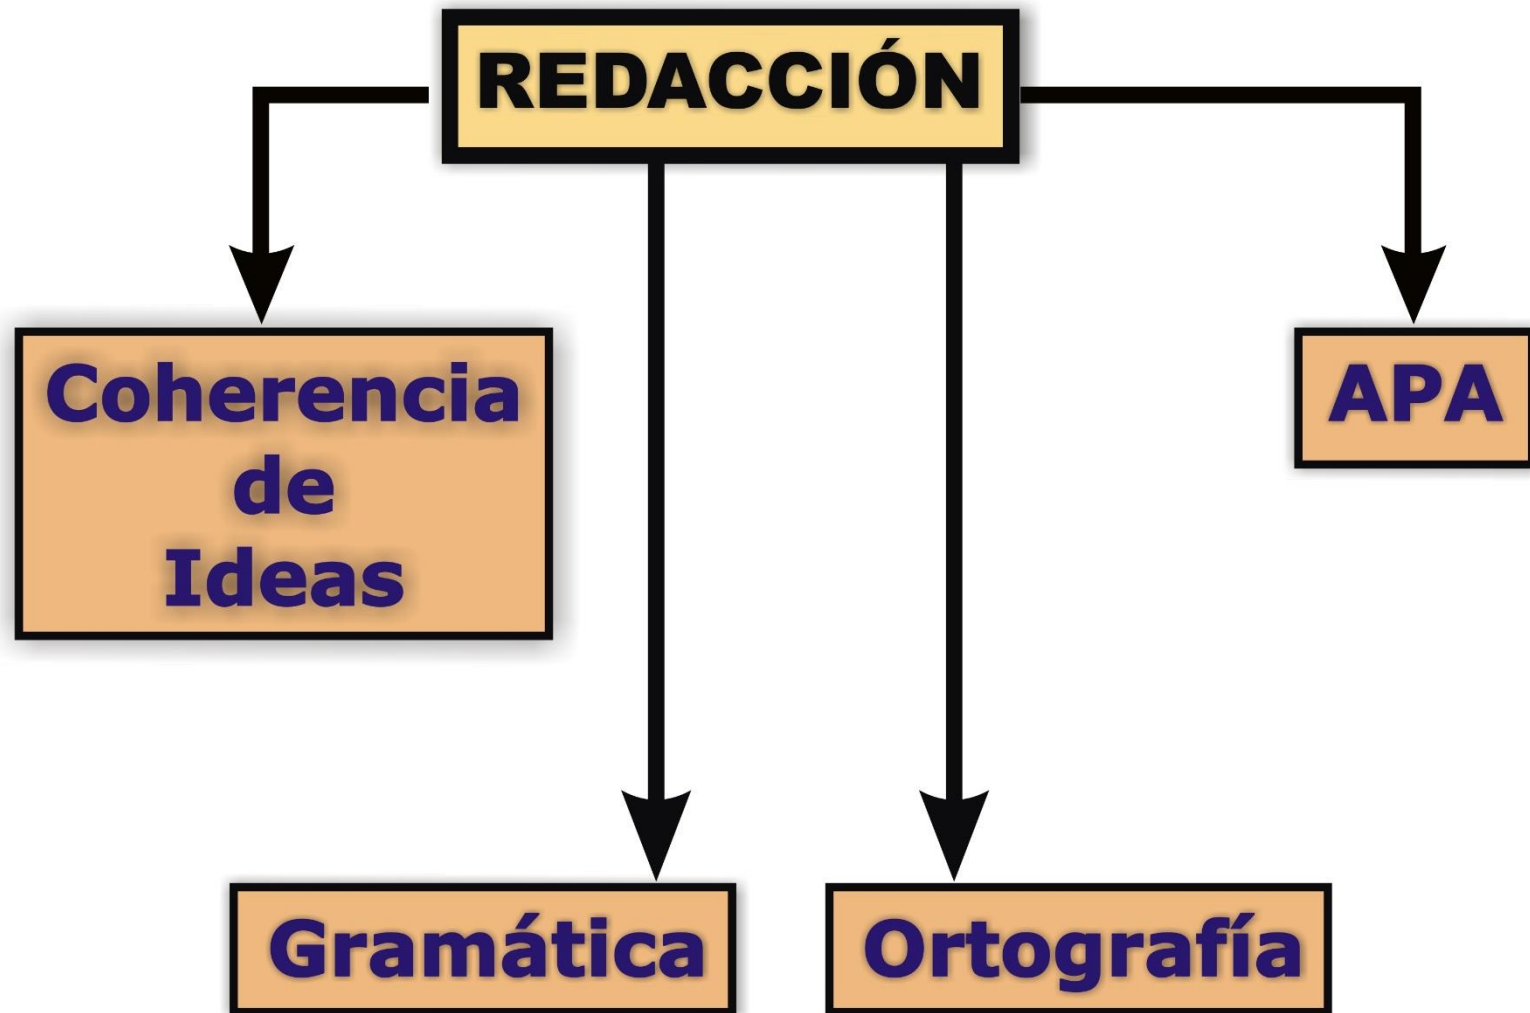 REDACCIÓN
Coherencia
de
Ideas
APA
Gramática
Ortografía